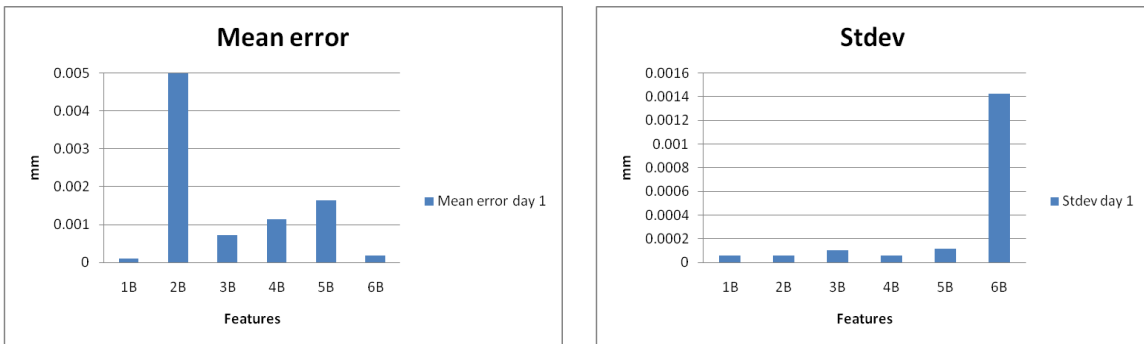 Mean error
0.005
0.004
0.003
0.002
0.001
0
mm
1B 2B 3B 4B 5B 6B
Features
Mean error day 1
Stdev
0.0016
0.0014
0.0012
0.001
0.0008
0.0006
0.0004
0.0002
0
mm
1B 2B 3B 4B 5B 6B
Features
Stdev day 1